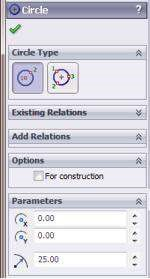 Circle ?
Circle Type
Existing Relations
Add Relations
Options
For construction
Parameters
0.00
0.00
25.00